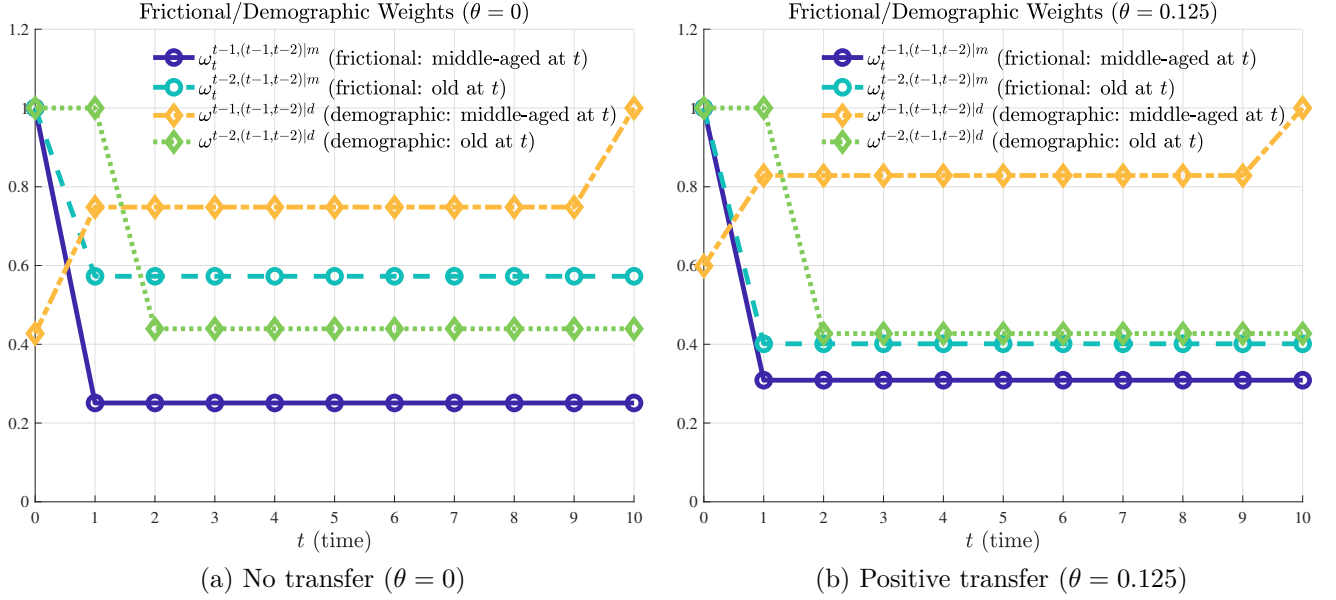 Frictional/Demographic Weights (θ = 0)
ω_t^{t−1,(t−1,t−2)|m} (frictional: middle-aged at t)
ω_t^{t−2,(t−1,t−2)|m} (frictional: old at t)
ω^{t−1,(t−1,t−2)|d} (demographic: middle-aged at t)
ω^{t−2,(t−1,t−2)|d} (demographic: old at t)
1.2
1
0.8
0.6
0.4
0.2
0
0 1 2 3 4 5 6 7 8 9 10
t (time)
(a) No transfer (θ = 0)
Frictional/Demographic Weights (θ = 0.125)
ω_t^{t−1,(t−1,t−2)|m} (frictional: middle-aged at t)
ω_t^{t−2,(t−1,t−2)|m} (frictional: old at t)
ω^{t−1,(t−1,t−2)|d} (demographic: middle-aged at t)
ω^{t−2,(t−1,t−2)|d} (demographic: old at t)
1.2
1
0.8
0.6
0.4
0.2
0
0 1 2 3 4 5 6 7 8 9 10
t (time)
(b) Positive transfer (θ = 0.125)